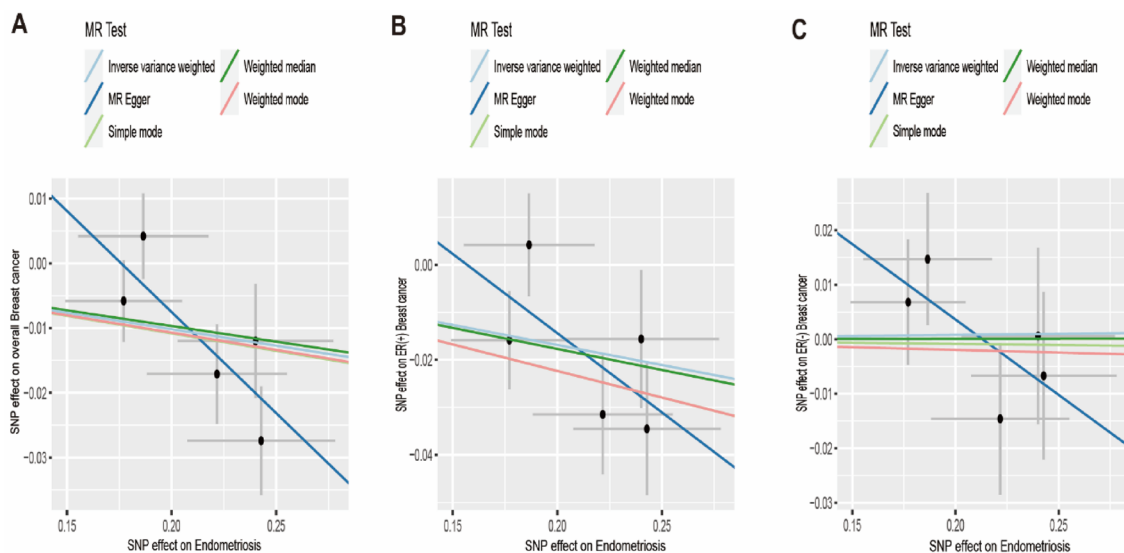 A
MR Test
Inverse variance weighted
Weighted median
MR Egger
Weighted mode
Simple mode
SNP effect on overall Breast cancer
0.01
0.00
−0.01
−0.02
−0.03
0.15
0.20
0.25
SNP effect on Endometriosis
B
MR Test
Inverse variance weighted
Weighted median
MR Egger
Weighted mode
Simple mode
SNP effect on ER(+) Breast cancer
0.00
−0.02
−0.04
0.15
0.20
0.25
SNP effect on Endometriosis
C
MR Test
Inverse variance weighted
Weighted median
MR Egger
Weighted mode
Simple mode
SNP effect on ER(-) Breast cancer
0.02
0.01
0.00
−0.01
−0.02
−0.03
0.15
0.20
0.25
SNP effect on Endometriosis